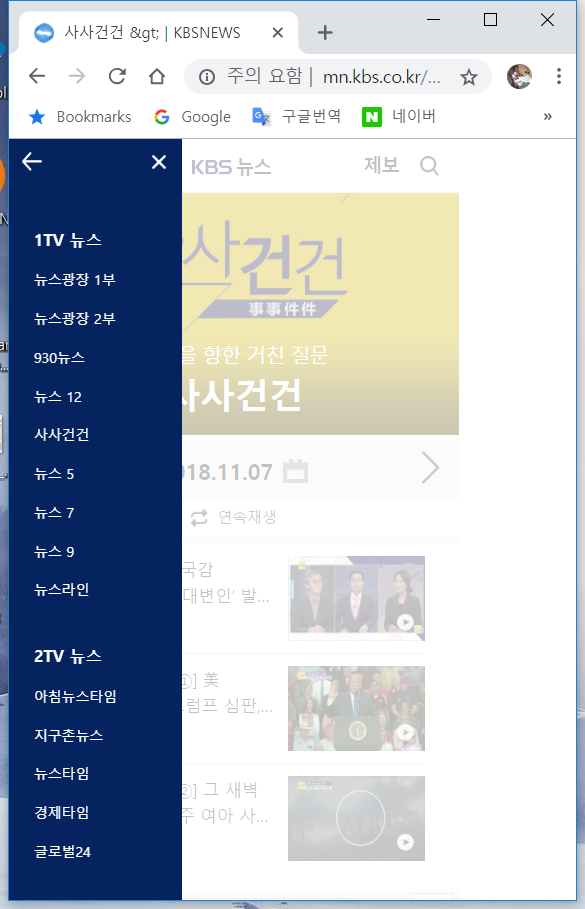 사사건건 &gt; | KBSNEWS
주의 요함 | mn.kbs.co.kr/...
Bookmarks
Google
구글번역
네이버
»
KBS 뉴스
제보
1TV 뉴스
뉴스광장 1부
뉴스광장 2부
930뉴스
뉴스 12
사사건건
뉴스 5
뉴스 7
뉴스 9
뉴스라인
2TV 뉴스
아침뉴스타임
지구촌뉴스
뉴스타임
경제타임
글로벌24
사건건
事事件件
을 향한 거친 질문
사사건건
018.11.07
연속재생
국감
대변인’ 발...
①] 美
럼프 심판,...
②] 그 새벽
주 여아 사...